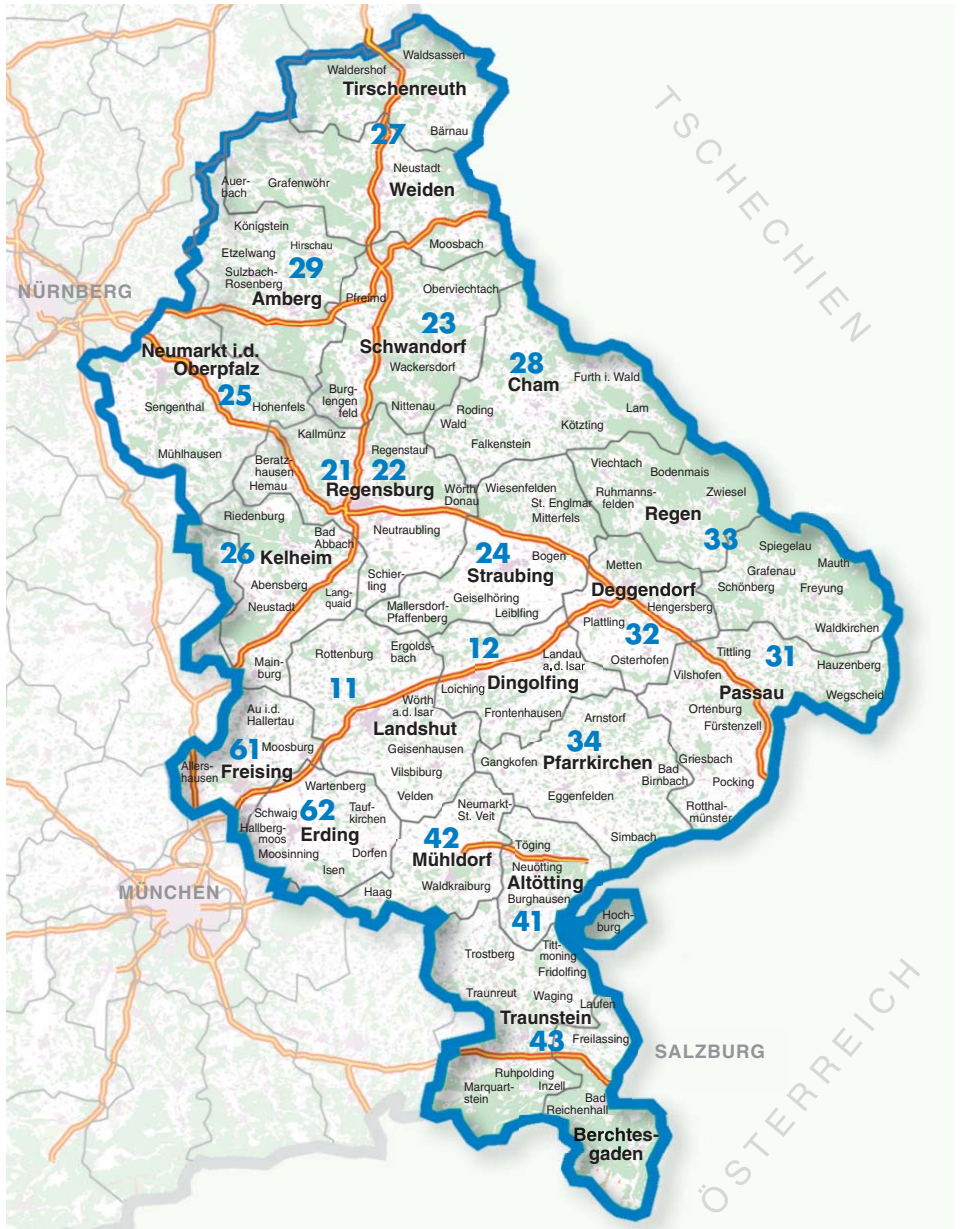 Waldsassen
Waldershof
Tirschenreuth
27
Bärnau
Neustadt
Weiden
Auer-
bach
Grafenwöhr
TSCHECHIEN
Königstein
Hirschau
Etzelwang
29
Sulzbach-
Rosenberg
Amberg
Pfreimd
Moosbach
Oberviechtach
NÜRNBERG
23
Schwandorf
Wackersdorf
28
Cham
Furth i. Wald
Neumarkt i.d.
Oberpfalz
25
Sengenthal
Hohenfels
Burg-
lengen
feld
Nittenau
Roding
Wald
Lam
Kötzting
Falkenstein
Mühlhausen
Kallmünz
Beratz-
hausen
Hemau
Regenstauf
21
22
Regensburg
Wörth
Donau
Wiesenfelden
St. Englmar
Mitterfels
Viechtach
Bodenmais
Ruhmanns-
felden
Zwiesel
Regen
33
Riedenburg
Bad
Abbach
Neutraubling
26
Kelheim
24
Straubing
Bogen
Metten
Deggendorf
Spiegelau
Mauth
Grafenau
Schönberg
Freyung
Abensberg
Neustadt
Lang-
quaid
Schier-
ling
Mallersdorf-
Pfaffenberg
Geiselhöring
Leiblfing
Hengersberg
Plattling
32
Osterhofen
Waldkirchen
Tittling
31
Hauzenberg
Wegscheid
Vilshofen
Passau
Main-
burg
Rottenburg
Ergolds-
bach
12
Landau
a.d. Isar
Dingolfing
Loiching
11
Wörth
a.d. Isar
Landshut
Frontenhausen
Arnstorf
Ortenburg
Fürstenzell
Au i.d.
Hallertau
61
Moosburg
Freising
Allers-
hausen
Geisenhausen
Vilsbiburg
Velden
Gangkofen
34
Pfarrkirchen
Bad
Birnbach
Griesbach
Pocking
Rotthal-
münster
Eggenfelden
Simbach
Wartenberg
Schwaig
62
Tauf-
kirchen
Hallberg-
moos
Erding
Moosinning
Dorfen
Isen
Haag
MÜNCHEN
Neumarkt-
St. Veit
42
Mühldorf
Töging
Neuötting
Altötting
Waldkraiburg
Burghausen
41
Hoch-
burg
Trostberg
Titt-
moning
Fridolfing
Traunreut
Waging
Laufen
Traunstein
43
Freilassing
SALZBURG
Ruhpolding
Marquart-
stein
Inzell
Bad
Reichenhall
Berchtes-
gaden
ÖSTERREICH